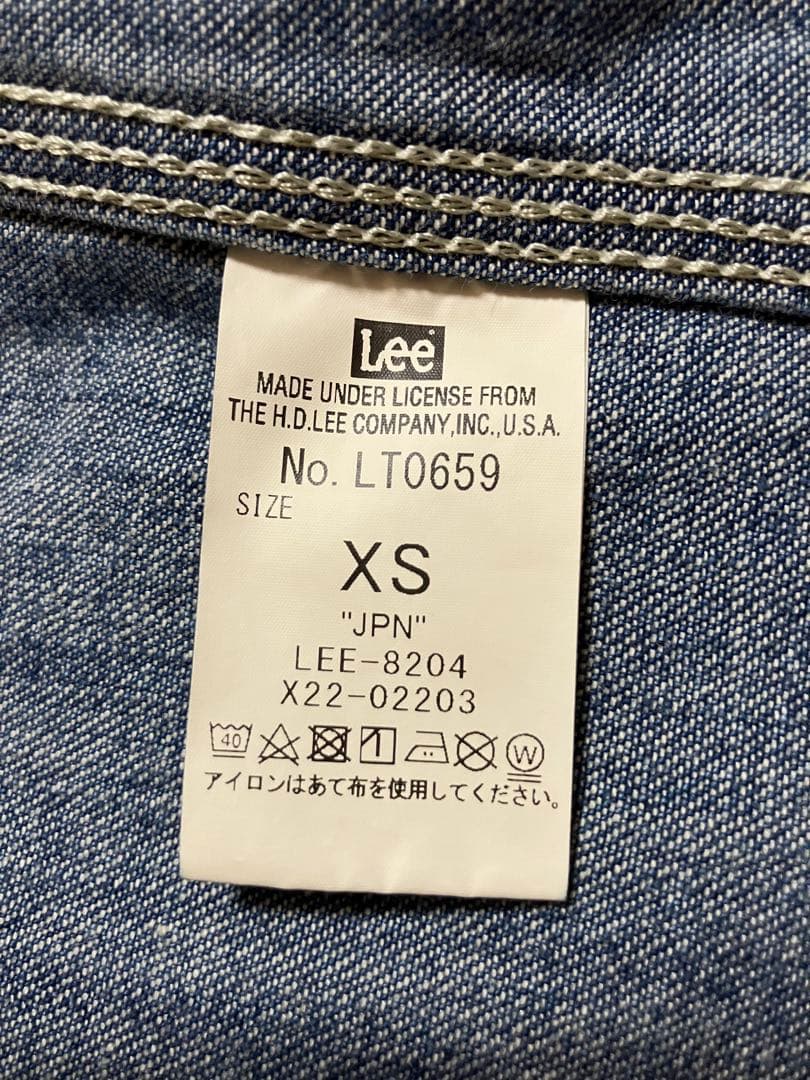 Lee
MADE UNDER LICENSE FROM
THE H.D.LEE COMPANY,INC.,U.S.A.
No. LT0659
SIZE
XS
"JPN"
LEE-8204
X22-02203
40 W
アイロンはあて布を使用してください。